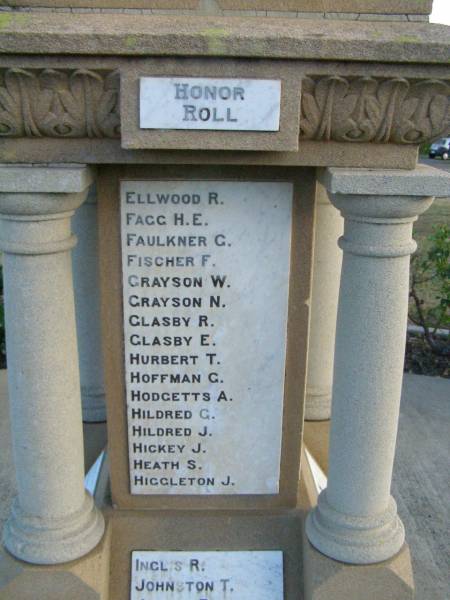 HONOR
ROLL
ELLWOOD R.
FAGG H.E.
FAULKNER G.
FISCHER F.
GRAYSON W.
GRAYSON N.
GLASBY R.
GLASBY E.
HURBERT T.
HOFFMAN G.
HODGETTS A.
HILDRED G.
HILDRED J.
HICKEY J.
HEATH S.
HIGGLETON J.
INGLIS R.
JOHNSTON T.